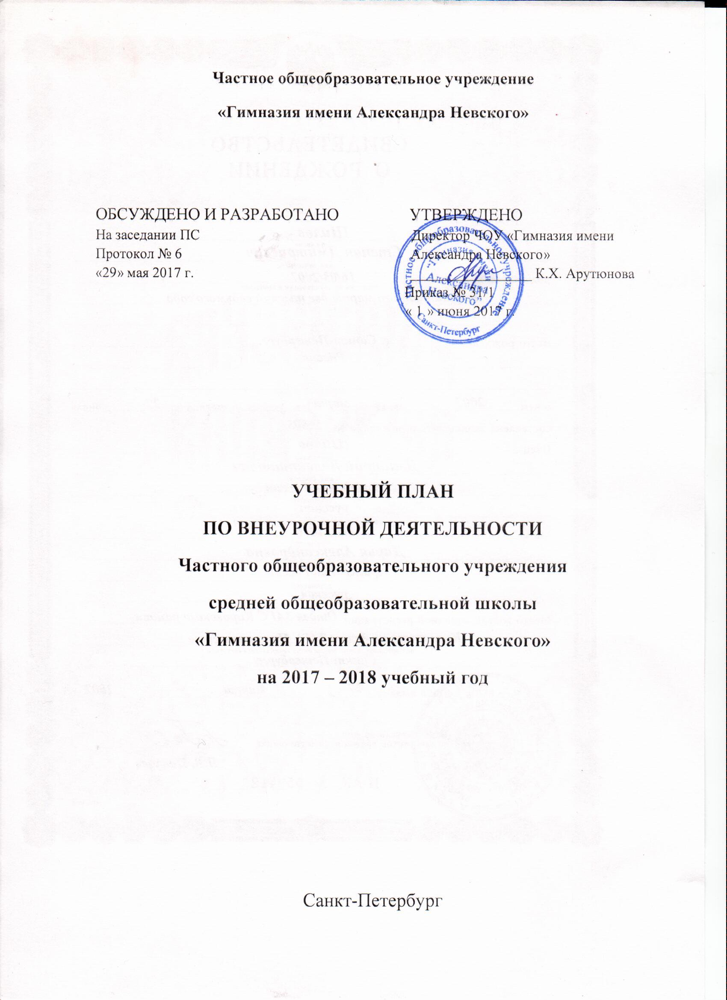 Частное общеобразовательное учреждение
«Гимназия имени Александра Невского»
СВИДЕТЕЛЬСТВО
О РОЖДЕНИИ
ОБСУЖДЕНО И РАЗРАБОТАНО
На заседании ПС
Протокол № 6
«29» мая 2017 г.
УТВЕРЖДЕНО
Директор ЧОУ «Гимназия имени
Александра Невского»
К.Х. Арутюнова
Приказ № 31/1
« 1 » июня 2017 г.
Частное общеобразовательное учреждение
Санкт-Петербург
"Гимназия имени
Александра
Невского"
УЧЕБНЫЙ ПЛАН
ПО ВНЕУРОЧНОЙ ДЕЯТЕЛЬНОСТИ
Частного общеобразовательного учреждения
средней общеобразовательной школы
«Гимназия имени Александра Невского»
на 2017 – 2018 учебный год
Санкт-Петербург